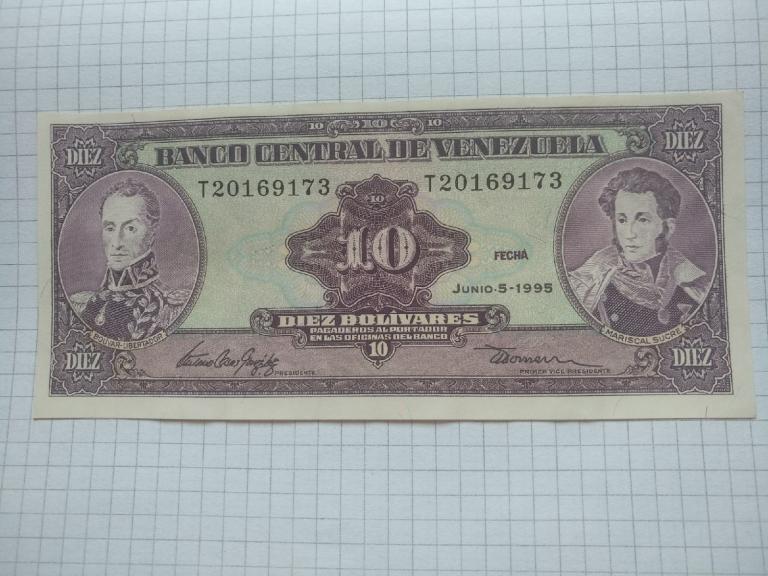 10 10 10
DIEZ DIEZ
BANCO CENTRAL DE VENEZUELA
T20169173 T20169173
10
10
FECHA
JUNIO-5-1995
BOLIVAR-LIBERTADOR
MARISCAL SUCRE
DIEZ BOLÍVARES
PAGADEROS AL PORTADOR
EN LAS OFICINAS DEL BANCO
DIEZ 10 DIEZ
PRESIDENTE PRIMER VICE-PRESIDENTE